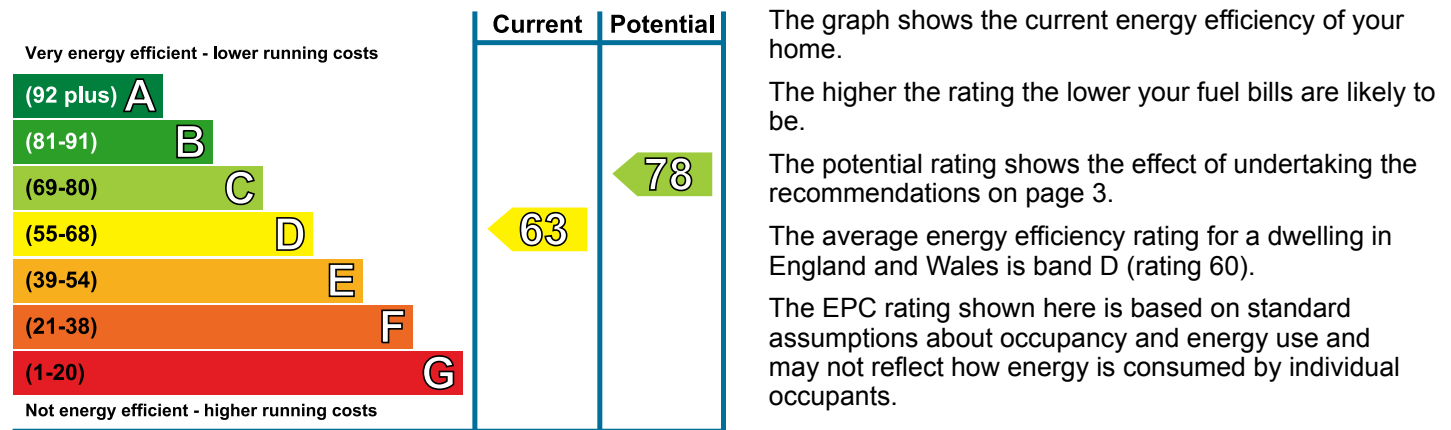 Current Potential
Very energy efficient - lower running costs
(92 plus) A
(81-91) B
(69-80) C
78
(55-68) D
63
(39-54) E
(21-38) F
(1-20) G
Not energy efficient - higher running costs
The graph shows the current energy efficiency of your
home.
The higher the rating the lower your fuel bills are likely to
be.
The potential rating shows the effect of undertaking the
recommendations on page 3.
The average energy efficiency rating for a dwelling in
England and Wales is band D (rating 60).
The EPC rating shown here is based on standard
assumptions about occupancy and energy use and
may not reflect how energy is consumed by individual
occupants.